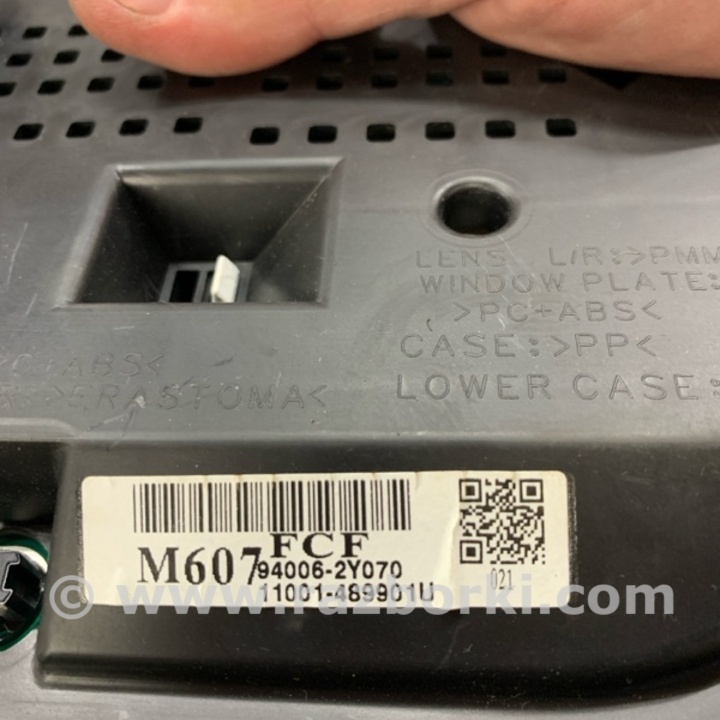 LENS L/R:>PMM
WINDOW PLATE:
>PC+ABS<
CASE:>PP<
LOWER CASE:
C+ABS<
>ERASTOMA<
FCF
M607
94006-2Y070
11001-489901U
021
© www.razborki.com